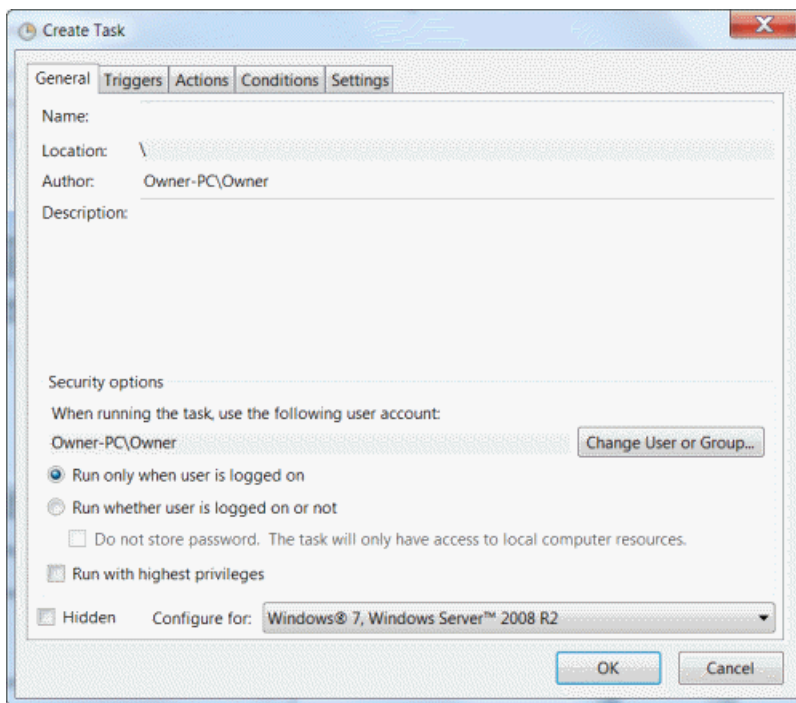 Create Task
General Triggers Actions Conditions Settings
Name:
Location: \
Author: Owner-PC\Owner
Description:
Security options
When running the task, use the following user account:
Owner-PC\Owner Change User or Group...
Run only when user is logged on
Run whether user is logged on or not
Do not store password. The task will only have access to local computer resources.
Run with highest privileges
Hidden Configure for: Windows® 7, Windows Server™ 2008 R2
OK Cancel